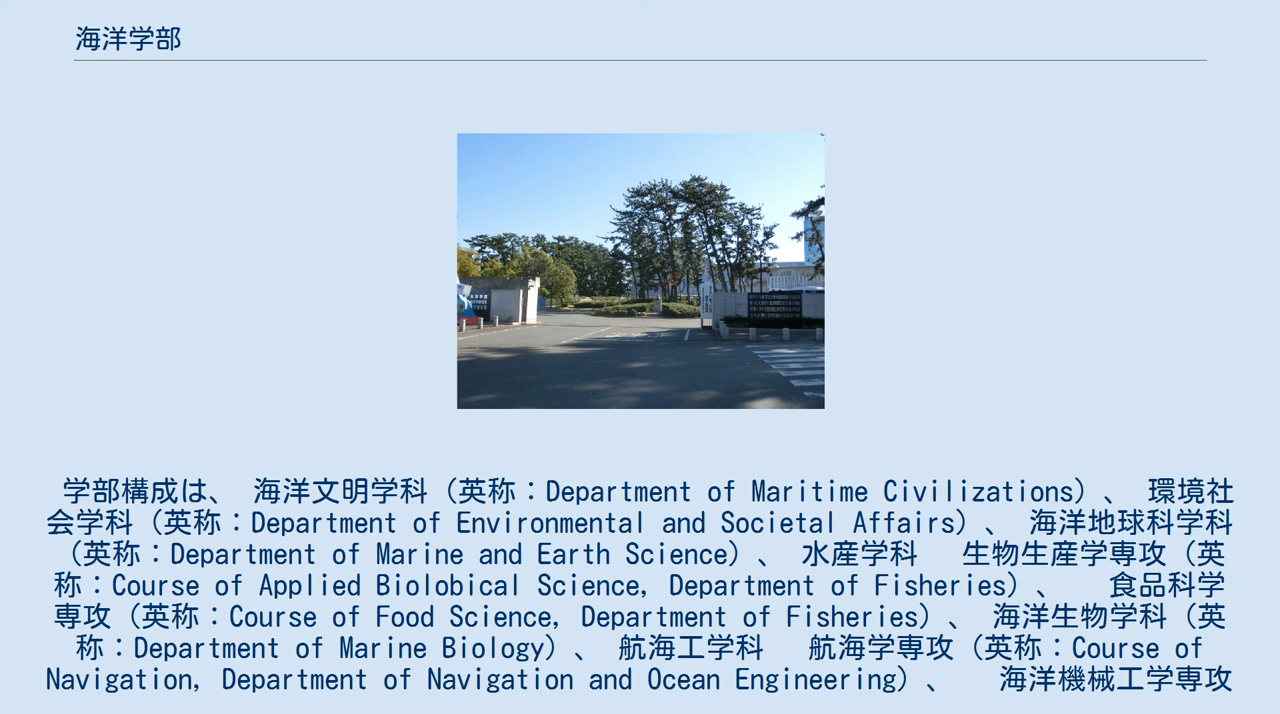 海洋学部
学部構成は、 海洋文明学科（英称：Department of Maritime Civilizations）、 環境社
会学科（英称：Department of Environmental and Societal Affairs）、 海洋地球科学科
（英称：Department of Marine and Earth Science）、 水産学科　 生物生産学専攻（英
称：Course of Applied Biolobical Science, Department of Fisheries）、　 食品科学
専攻（英称：Course of Food Science, Department of Fisheries）、 海洋生物学科（英
称：Department of Marine Biology）、 航海工学科　 航海学専攻（英称：Course of
Navigation, Department of Navigation and Ocean Engineering）、　 海洋機械工学専攻